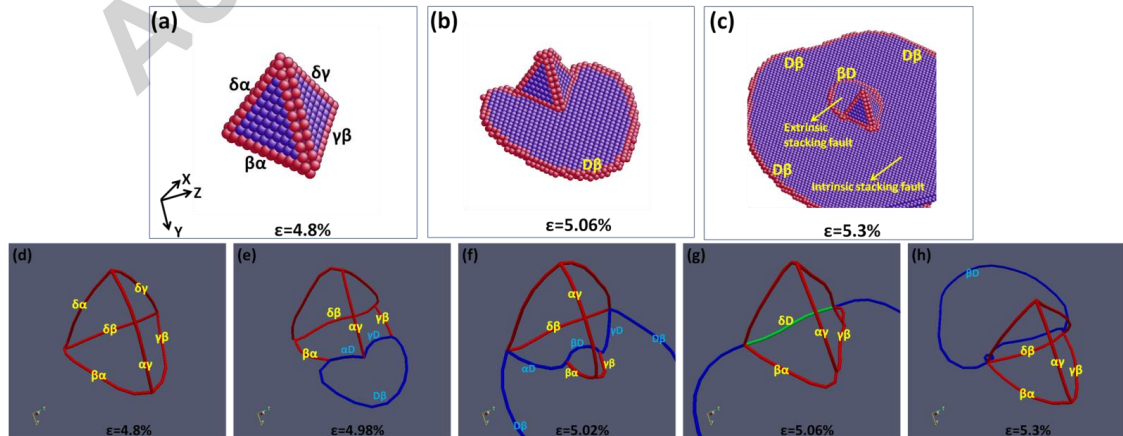 Ac
(a)
δα
δγ
γβ
βα
X
Z
Y
ε=4.8%
(b)
Dβ
ε=5.06%
(c)
Dβ
Dβ
βD
Extrinsic
stacking fault
Dβ
Intrinsic stacking fault
ε=5.3%
(d)
δα
δγ
δβ
γβ
βα
αγ
ε=4.8%
(e)
δβ
γβ
αγ
γD
βα
αD
Dβ
ε=4.98%
(f)
αγ
δβ
γD
βD
Dβ
αD
βα
γβ
Dβ
ε=5.02%
(g)
δD
αγ
γβ
βα
ε=5.06%
(h)
βD
δβ
γβ
βα
αγ
ε=5.3%